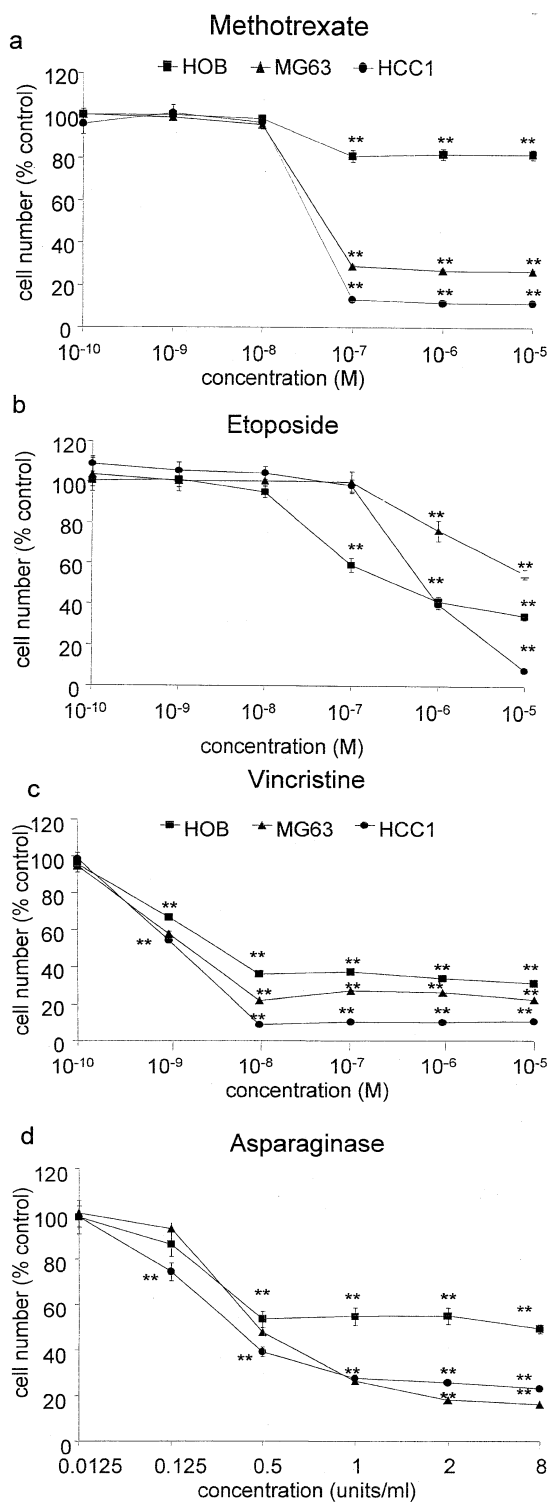 a
Methotrexate
HOB MG63 HCC1
cell number (% control)
120
100
80
60
40
20
0
** ** **
** ** **
** ** **
10-10 10-9 10-8 10-7 10-6 10-5
concentration (M)
b
Etoposide
cell number (% control)
120
100
80
60
40
20
0
** **
** ** **
**
10-10 10-9 10-8 10-7 10-6 10-5
concentration (M)
c
Vincristine
HOB MG63 HCC1
cell number (% control)
120
100
80
60
40
20
0
** ** ** ** **
** ** ** ** **
** ** ** **
10-10 10-9 10-8 10-7 10-6 10-5
concentration (M)
d
Asparaginase
cell number (% control)
120
100
80
60
40
20
0
** ** ** ** **
** ** ** **
** **
0.0125 0.125 0.5 1 2 8
concentration (units/ml)